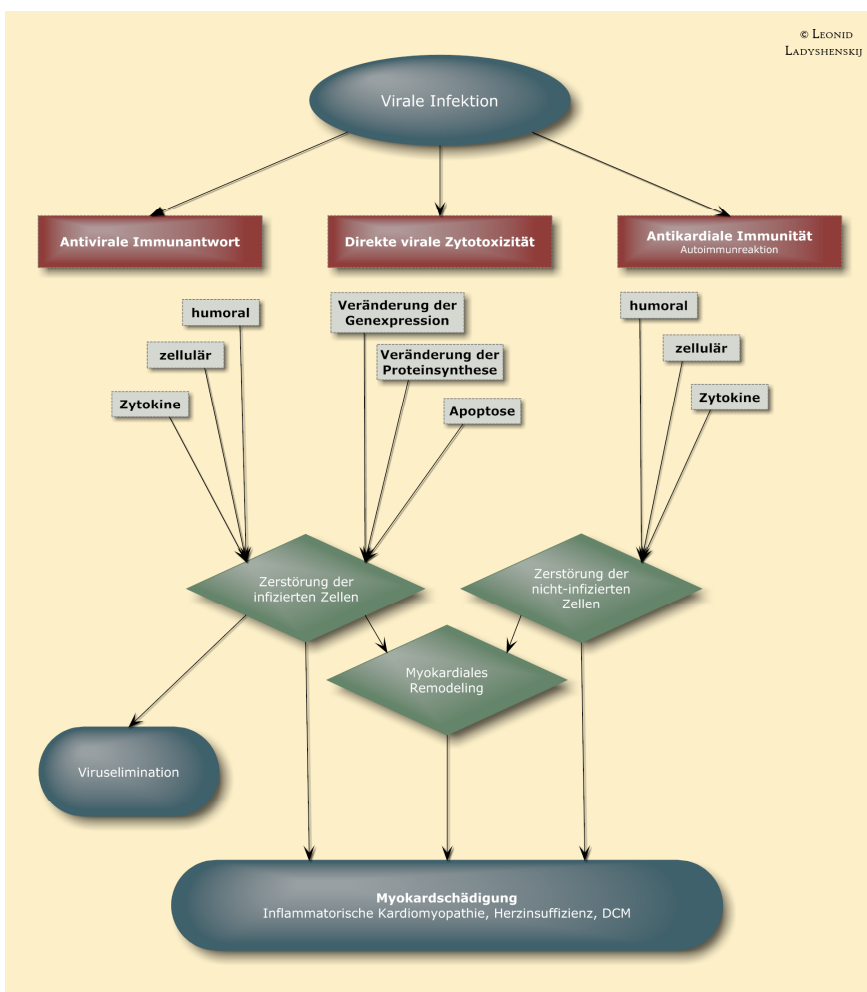 © Leonid
Ladyshenskij
Virale Infektion
Antivirale Immunantwort
Direkte virale Zytotoxizität
Antikardiale Immunität
Autoimmunreaktion
humoral
zellulär
Zytokine
Veränderung der
Genexpression
Veränderung der
Proteinsynthese
Apoptose
humoral
zellulär
Zytokine
Zerstörung der
infizierten Zellen
Zerstörung der
nicht-infizierten
Zellen
Myokardiales
Remodeling
Viruselimination
Myokardschädigung
Inflammatorische Kardiomyopathie, Herzinsuffizienz, DCM